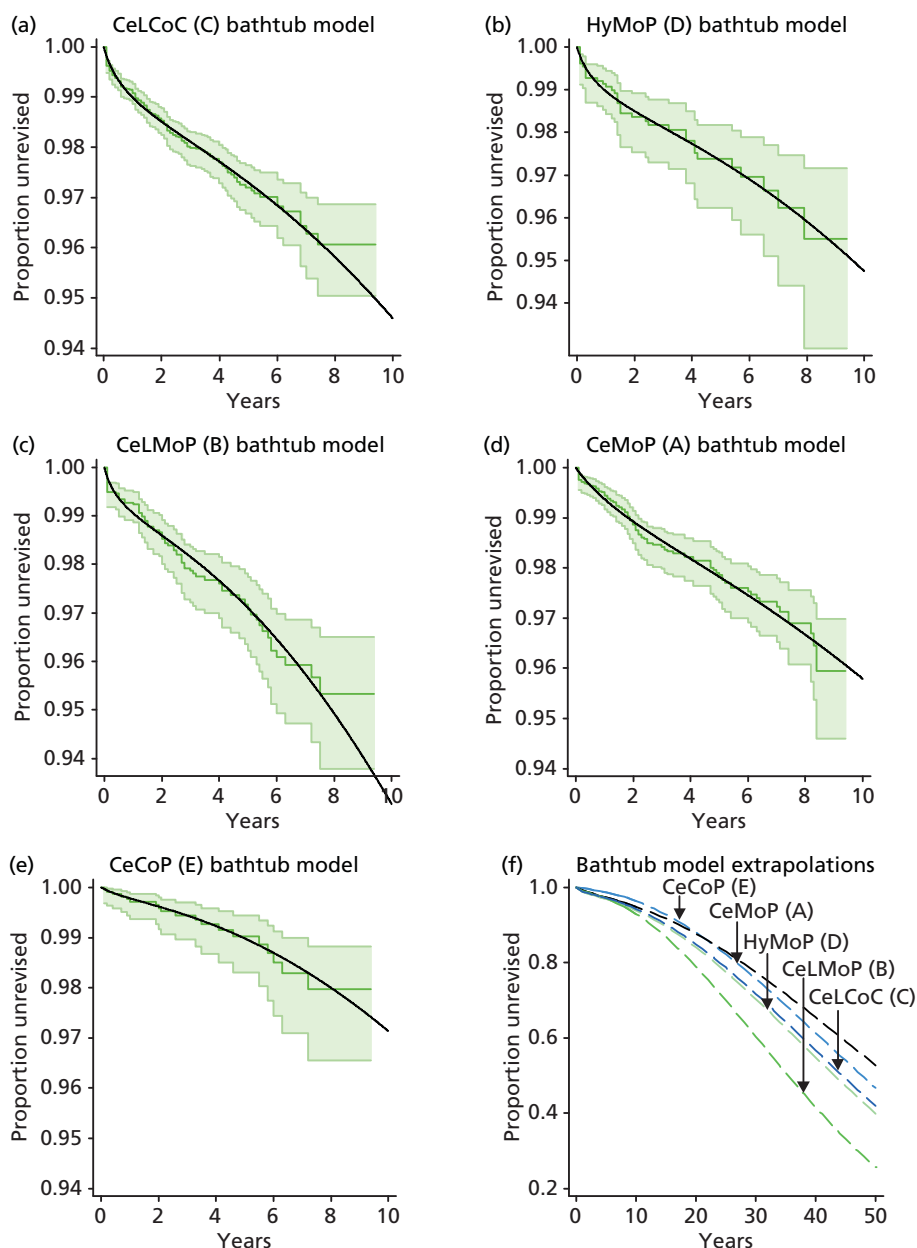 (a) CeLCoC (C) bathtub model
1.00
0.99
0.98
0.97
0.96
0.95
0.94
Proportion unrevised
0 2 4 6 8 10
Years
(b) HyMoP (D) bathtub model
1.00
0.99
0.98
0.97
0.96
0.95
0.94
Proportion unrevised
0 2 4 6 8 10
Years
(c) CeLMoP (B) bathtub model
1.00
0.99
0.98
0.97
0.96
0.95
0.94
Proportion unrevised
0 2 4 6 8 10
Years
(d) CeMoP (A) bathtub model
1.00
0.99
0.98
0.97
0.96
0.95
0.94
Proportion unrevised
0 2 4 6 8 10
Years
(e) CeCoP (E) bathtub model
1.00
0.99
0.98
0.97
0.96
0.95
0.94
Proportion unrevised
0 2 4 6 8 10
Years
(f) Bathtub model extrapolations
1.0
0.8
0.6
0.4
0.2
Proportion unrevised
CeCoP (E)
CeMoP (A)
HyMoP (D)
CeLMoP (B)
CeLCoC (C)
0 10 20 30 40 50
Years